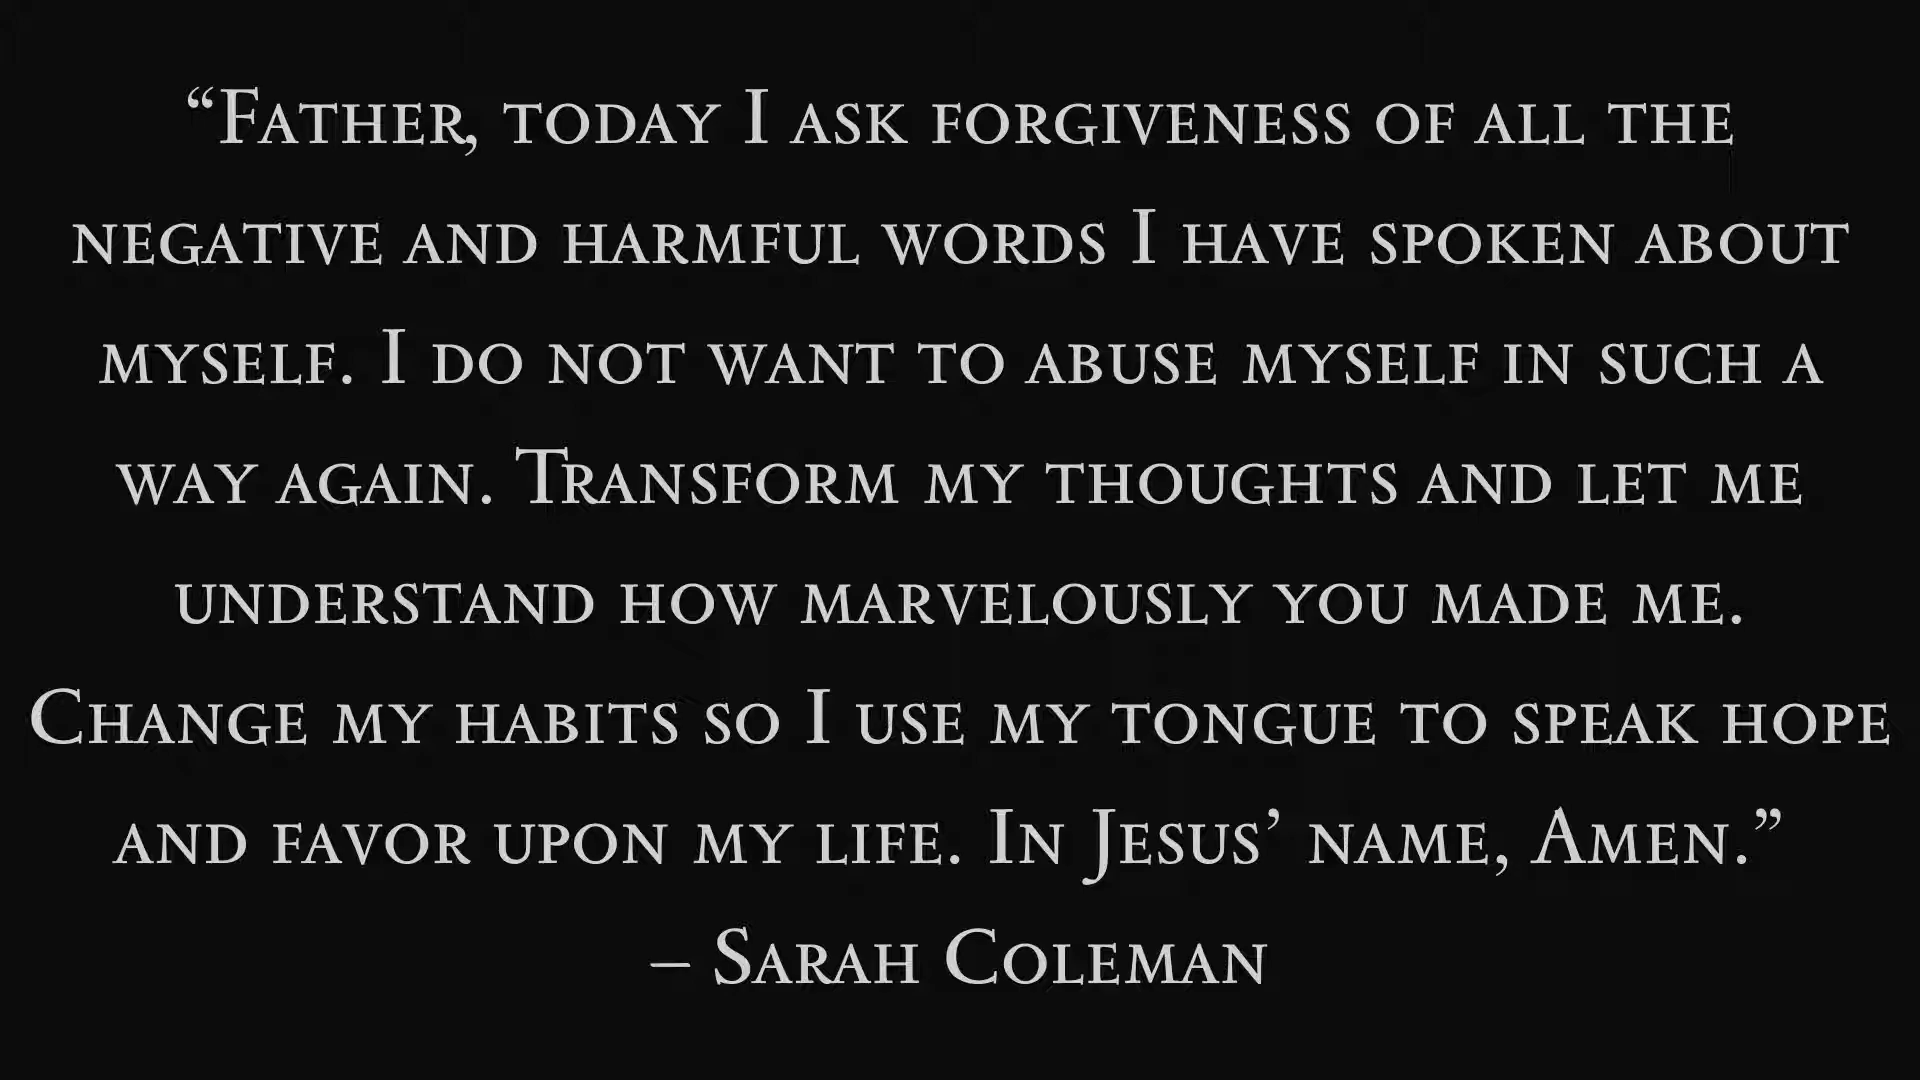 “Father, today I ask forgiveness of all the
negative and harmful words I have spoken about
myself. I do not want to abuse myself in such a
way again. Transform my thoughts and let me
understand how marvelously you made me.
Change my habits so I use my tongue to speak hope
and favor upon my life. In Jesus’ name, Amen.”
– Sarah Coleman